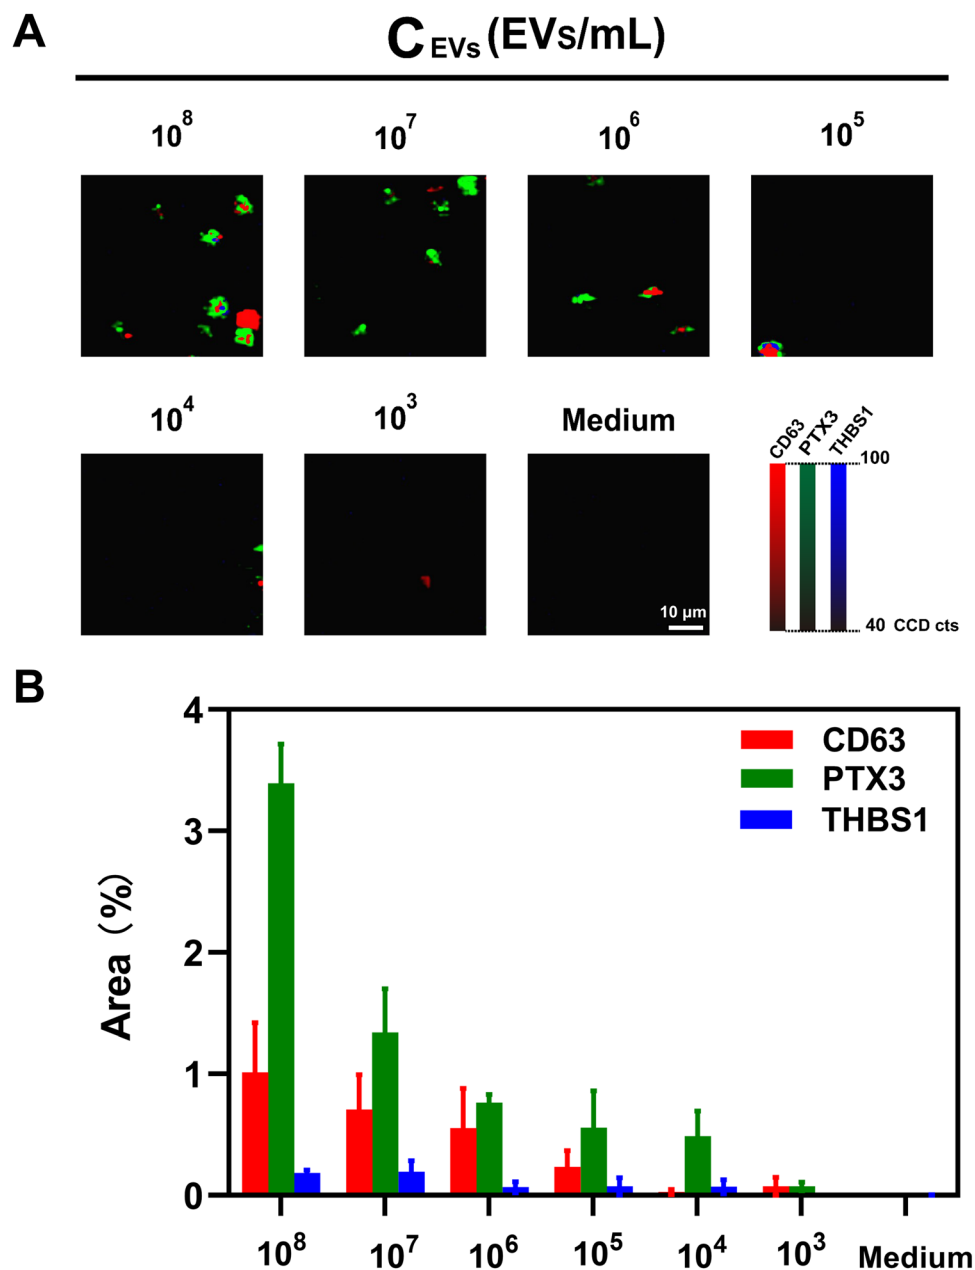 A
C EVs (EVs/mL)
10^8 10^7 10^6 10^5
10^4 10^3 Medium
CD63 PTX3 THBS1
100
10 μm
40 CCD cts
B
4
3
2
1
0
Area (%)
CD63
PTX3
THBS1
10^8 10^7 10^6 10^5 10^4 10^3 Medium